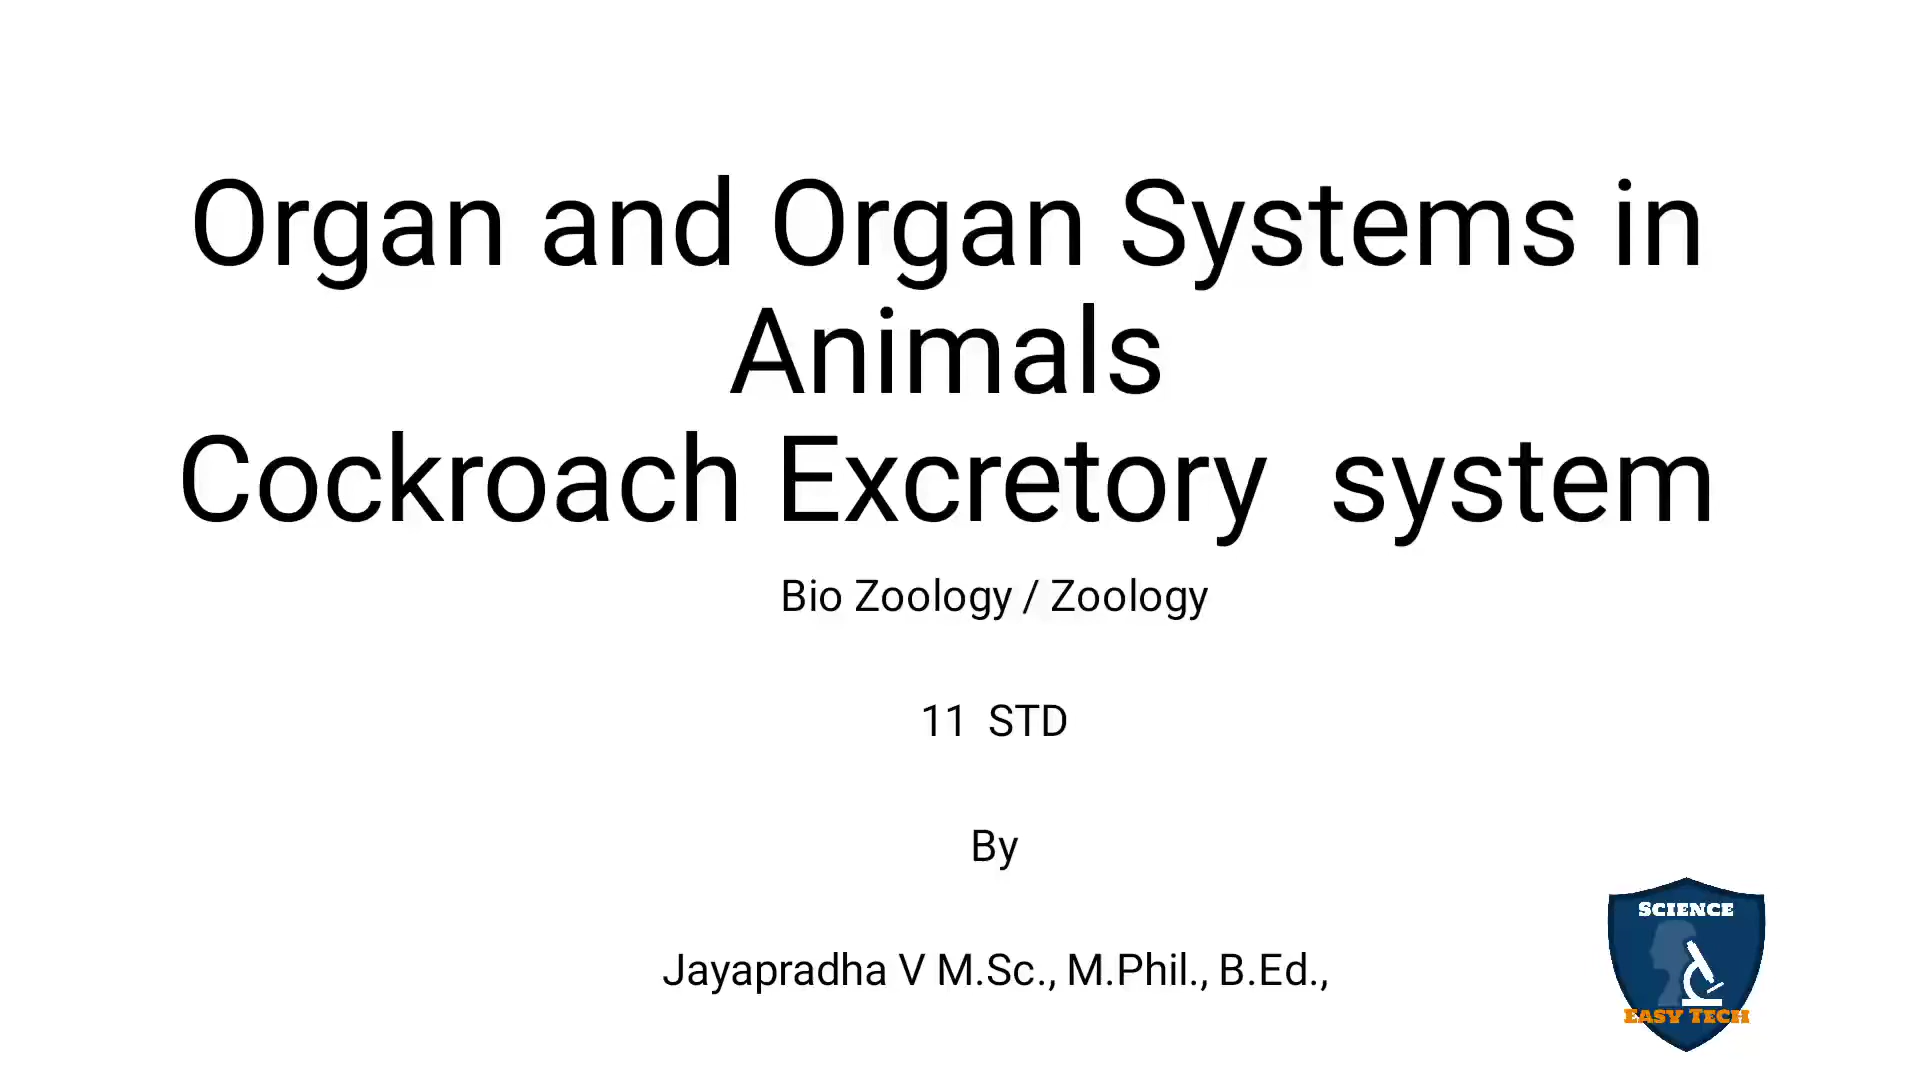 Organ and Organ Systems in
Animals
Cockroach Excretory  system
Bio Zoology / Zoology
11  STD
By
Jayapradha V M.Sc., M.Phil., B.Ed.,
SCIENCE
EASY TECH